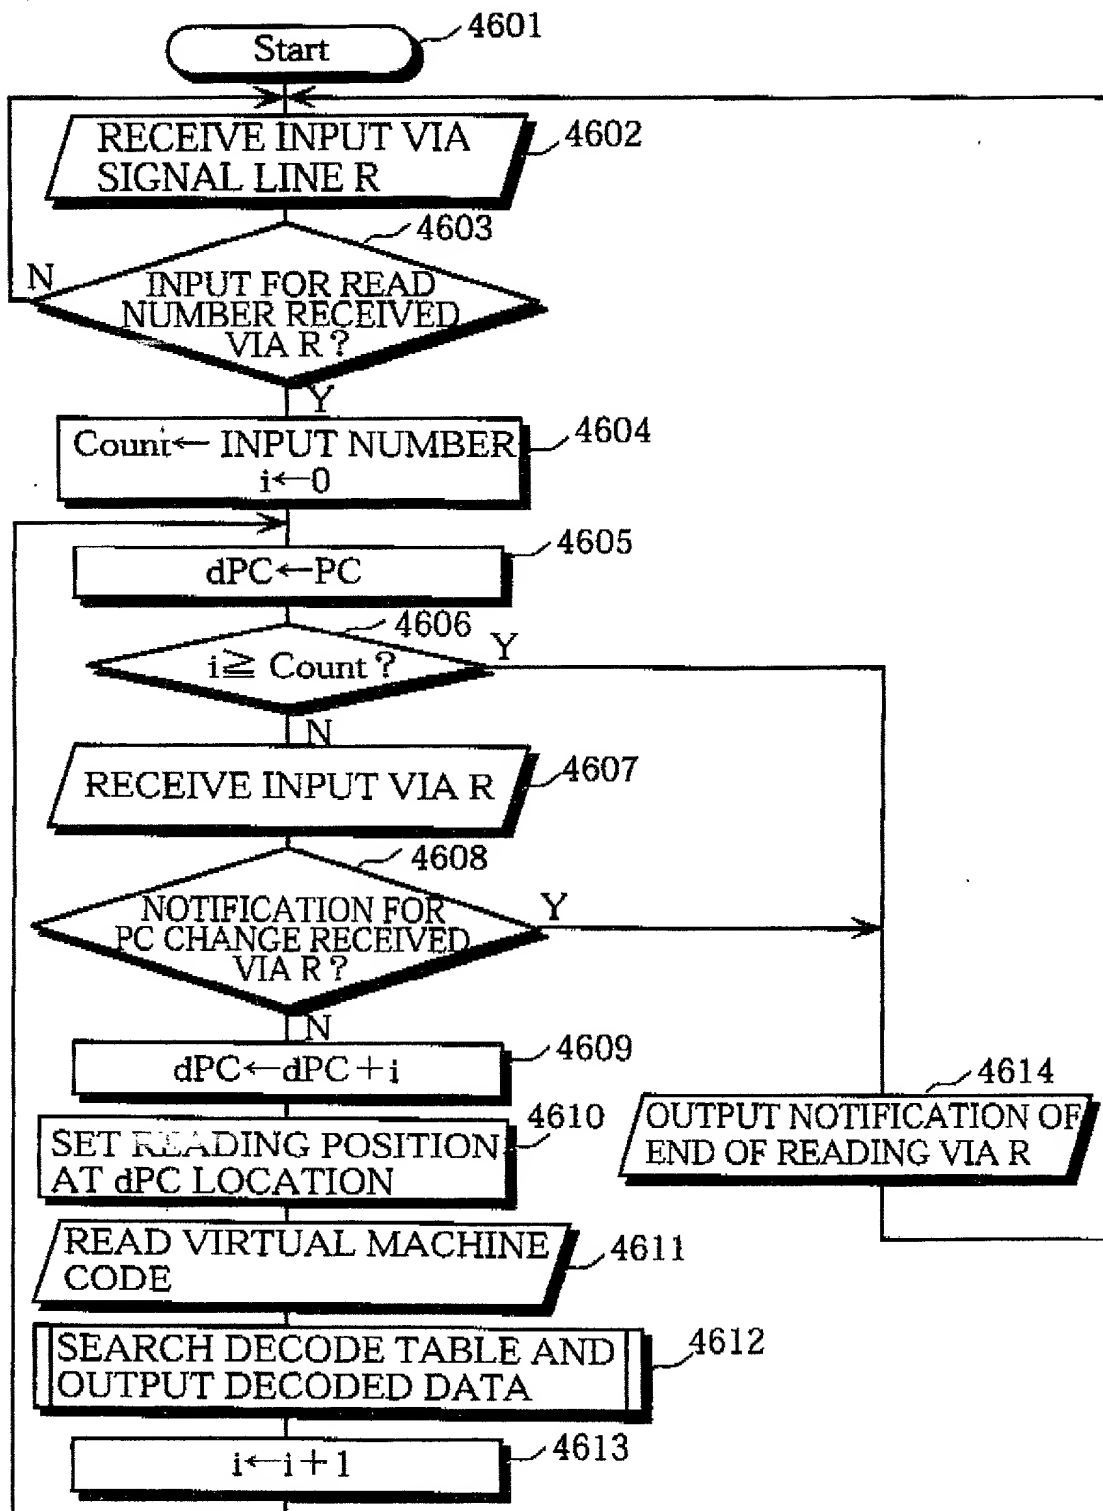 Start
4601
RECEIVE INPUT VIA
SIGNAL LINE R
4602
4603
N
INPUT FOR READ
NUMBER RECEIVED
VIA R ?
Y
Count← INPUT NUMBER
i←0
4604
dPC←PC
4605
4606
i≧ Count ?
Y
N
RECEIVE INPUT VIA R
4607
4608
NOTIFICATION FOR
PC CHANGE RECEIVED
VIA R ?
Y
N
dPC←dPC+i
4609
SET READING POSITION
AT dPC LOCATION
4610
4614
OUTPUT NOTIFICATION OF
END OF READING VIA R
READ VIRTUAL MACHINE
CODE
4611
SEARCH DECODE TABLE AND
OUTPUT DECODED DATA
4612
i←i+1
4613